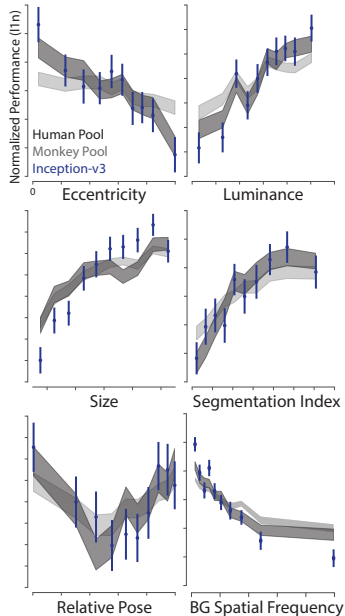 Normalized Performance (I1n)
Human Pool
Monkey Pool
Inception-v3
0
Eccentricity
Luminance
Size
Segmentation Index
Relative Pose
BG Spatial Frequency